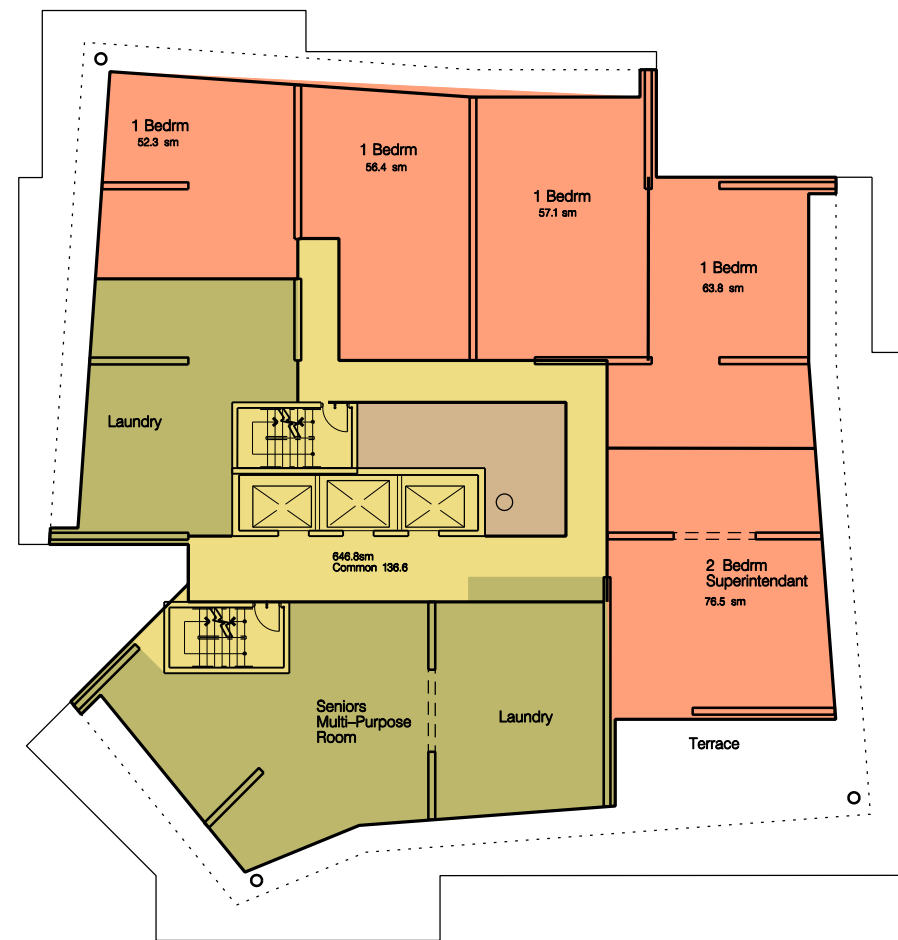 1 Bedrm
52.3 sm
1 Bedrm
56.4 sm
1 Bedrm
57.1 sm
1 Bedrm
63.8 sm
Laundry
646.8sm
Common 136.6
2 Bedrm
Superintendant
76.5 sm
Seniors
Multi-Purpose
Room
Laundry
Terrace